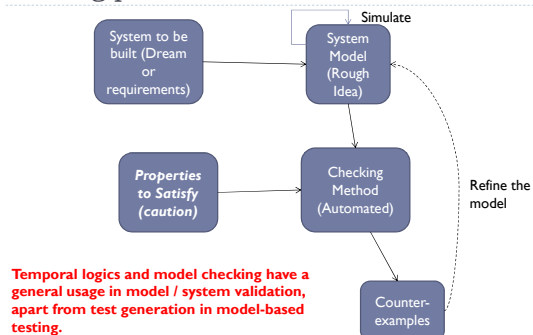 Simulate
System to be
built (Dream
or
requirements)
System
Model
(Rough
Idea)
Properties
to Satisfy
(caution)
Checking
Method
(Automated)
Refine the
model
Temporal logics and model checking have a
general usage in model / system validation,
apart from test generation in model-based
testing.
Counter-
examples